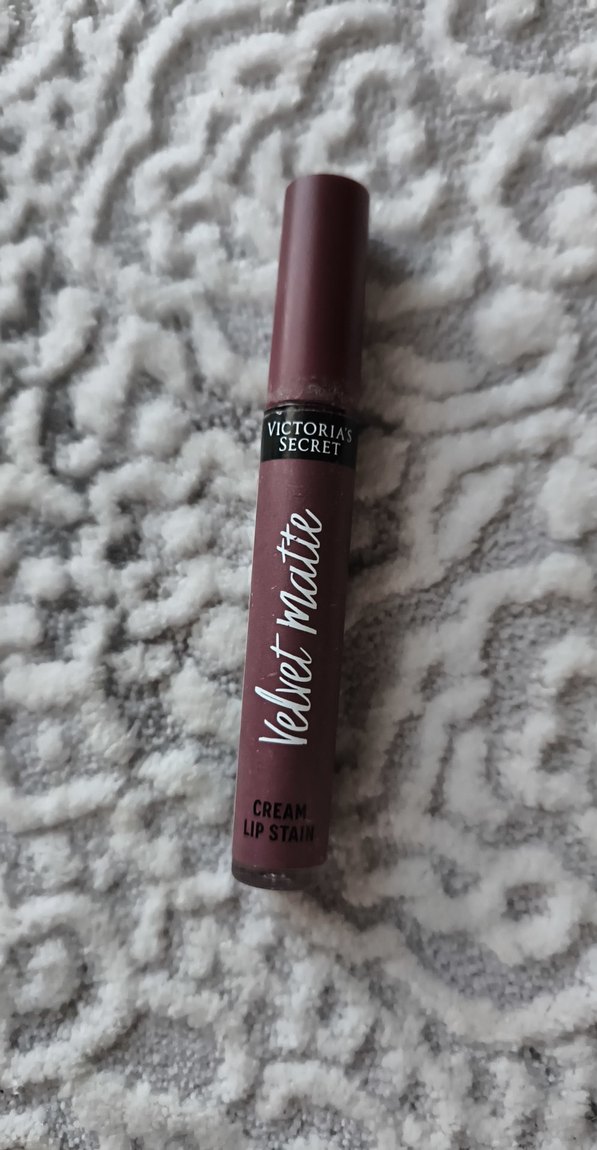 VICTORIA'S
SECRET
Velvet Matte
CREAM
LIP STAIN